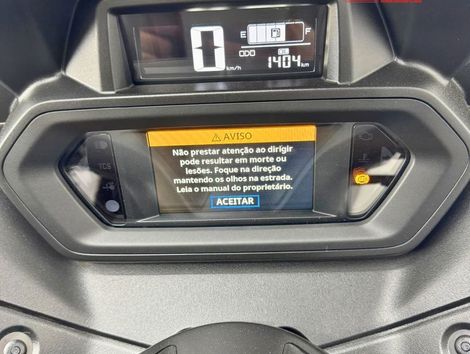 E F
0 km/h
ODO OIL
1404 km
⚠ AVISO
TCS
Não prestar atenção ao dirigir
pode resultar em morte ou
lesões. Foque na direção
mantendo os olhos na estrada.
Leia o manual do proprietário.
ACEITAR